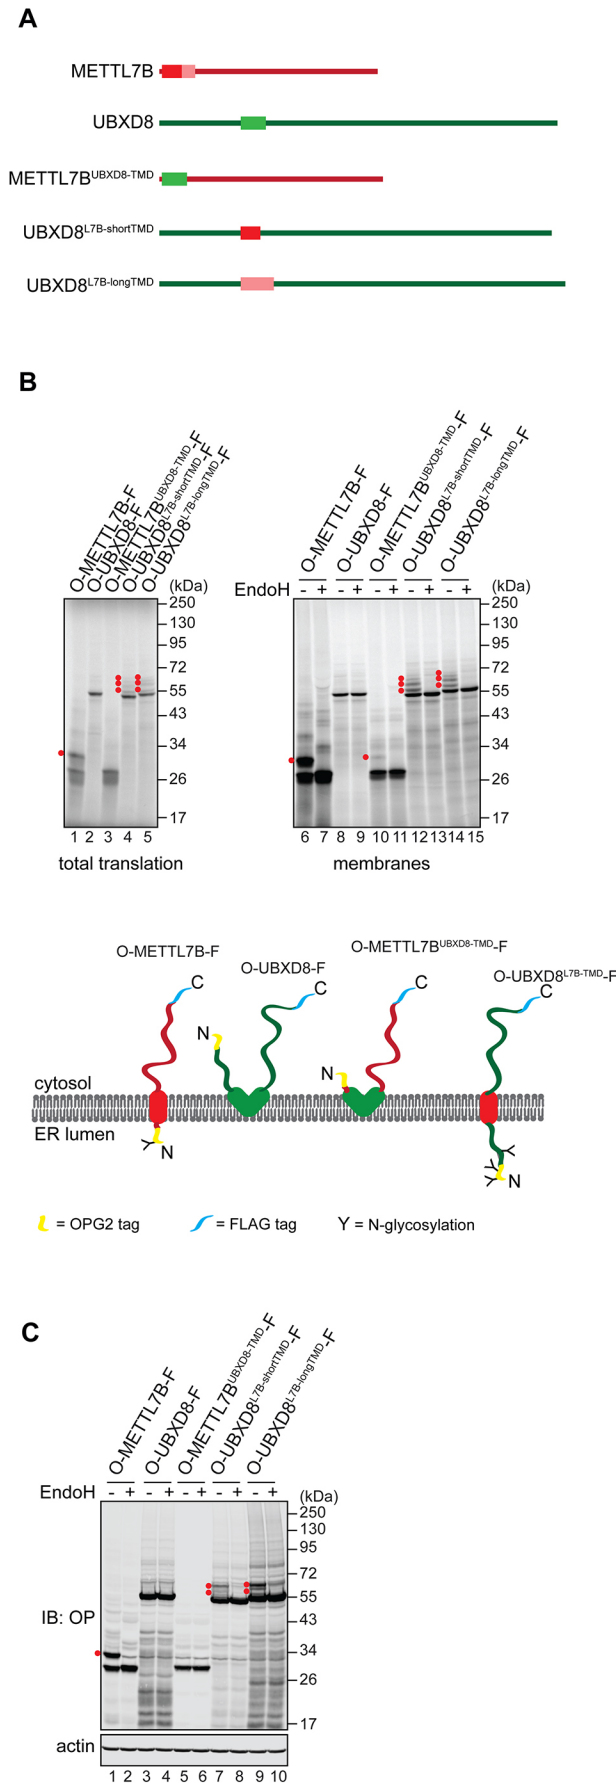 A
METTL7B
UBXD8
METTL7B^UBXD8-TMD
UBXD8^L7B-shortTMD
UBXD8^L7B-longTMD
B
O-METTL7B-F
O-UBXD8-F
O-METTL7B^UBXD8-TMD-F
O-UBXD8^L7B-shortTMD-F
O-UBXD8^L7B-longTMD-F
(kDa)
250
130
95
72
55
43
34
26
17
1 2 3 4 5
total translation
O-METTL7B-F
O-UBXD8-F
O-METTL7B^UBXD8-TMD-F
O-UBXD8^L7B-shortTMD-F
O-UBXD8^L7B-longTMD-F
EndoH - + - + - + - + - + (kDa)
250
130
95
72
55
43
34
26
17
6 7 8 9 10 11 12 13 14 15
membranes
O-METTL7B-F
O-UBXD8-F
O-METTL7B^UBXD8-TMD-F
O-UBXD8^L7B-TMD-F
C
C
C
C
N
N
cytosol
ER lumen
N
N
= OPG2 tag
= FLAG tag
Y = N-glycosylation
C
O-METTL7B-F
O-UBXD8-F
O-METTL7B^UBXD8-TMD-F
O-UBXD8^L7B-shortTMD-F
O-UBXD8^L7B-longTMD-F
EndoH - + - + - + - + - + (kDa)
250
130
95
72
55
43
34
26
17
IB: OP
actin
1 2 3 4 5 6 7 8 9 10